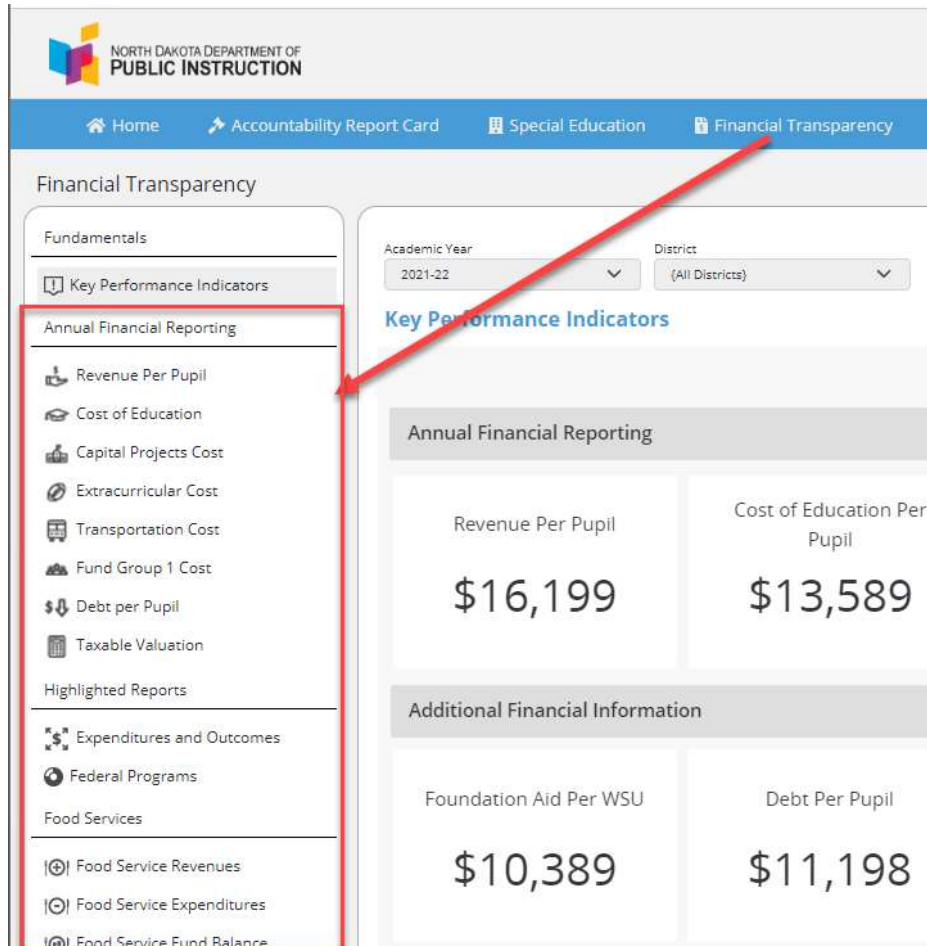 NORTH DAKOTA DEPARTMENT OF
PUBLIC INSTRUCTION
Home
Accountability Report Card
Special Education
Financial Transparency
Financial Transparency
Fundamentals
Key Performance Indicators
Annual Financial Reporting
Revenue Per Pupil
Cost of Education
Capital Projects Cost
Extracurricular Cost
Transportation Cost
Fund Group 1 Cost
Debt per Pupil
Taxable Valuation
Highlighted Reports
Expenditures and Outcomes
Federal Programs
Food Services
Food Service Revenues
Food Service Expenditures
Food Service Fund Balance
Academic Year
2021-22
District
(All Districts)
Key Performance Indicators
Annual Financial Reporting
Revenue Per Pupil
$16,199
Cost of Education Per
Pupil
$13,589
Additional Financial Information
Foundation Aid Per WSU
$10,389
Debt Per Pupil
$11,198